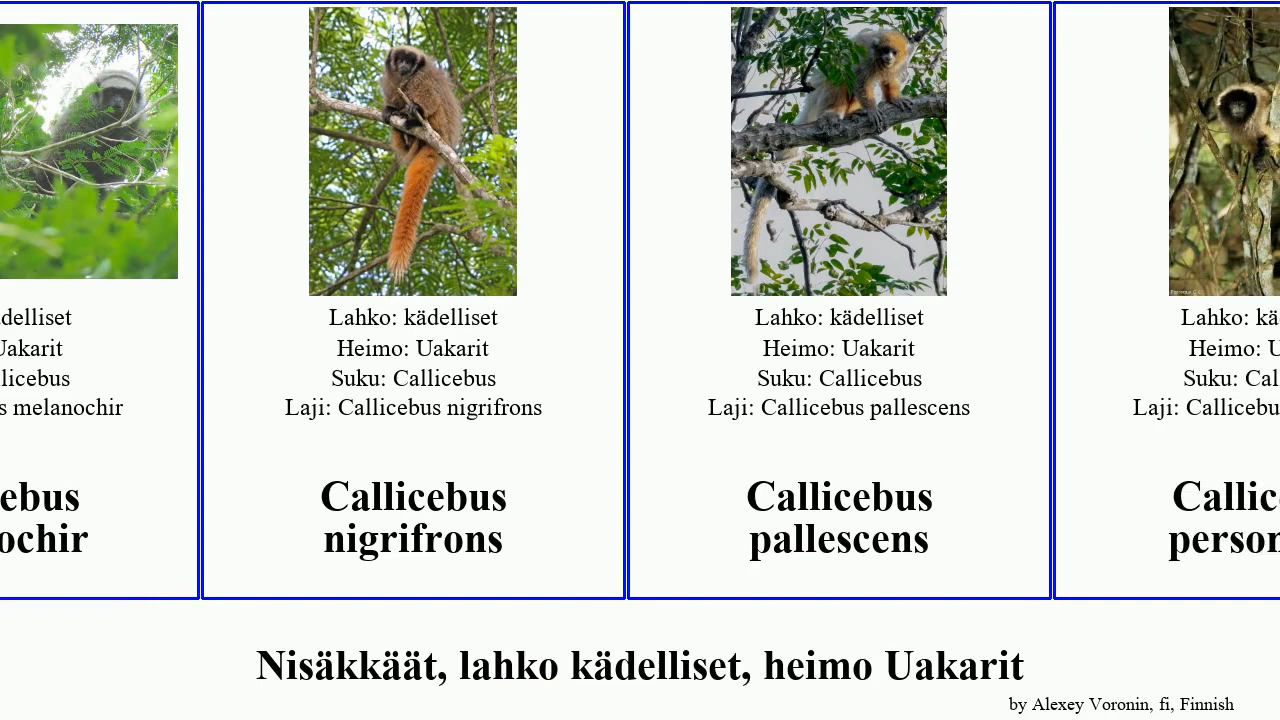 delliset
Uakarit
licebus
s melanochir
ebus
ochir
Lahko: kädelliset
Heimo: Uakarit
Suku: Callicebus
Laji: Callicebus nigrifrons
Callicebus
nigrifrons
Lahko: kädelliset
Heimo: Uakarit
Suku: Callicebus
Laji: Callicebus pallescens
Callicebus
pallescens
Lahko: kä
Heimo: U
Suku: Cal
Laji: Callicebu
Callic
person
Nisäkkäät, lahko kädelliset, heimo Uakarit
by Alexey Voronin, fi, Finnish